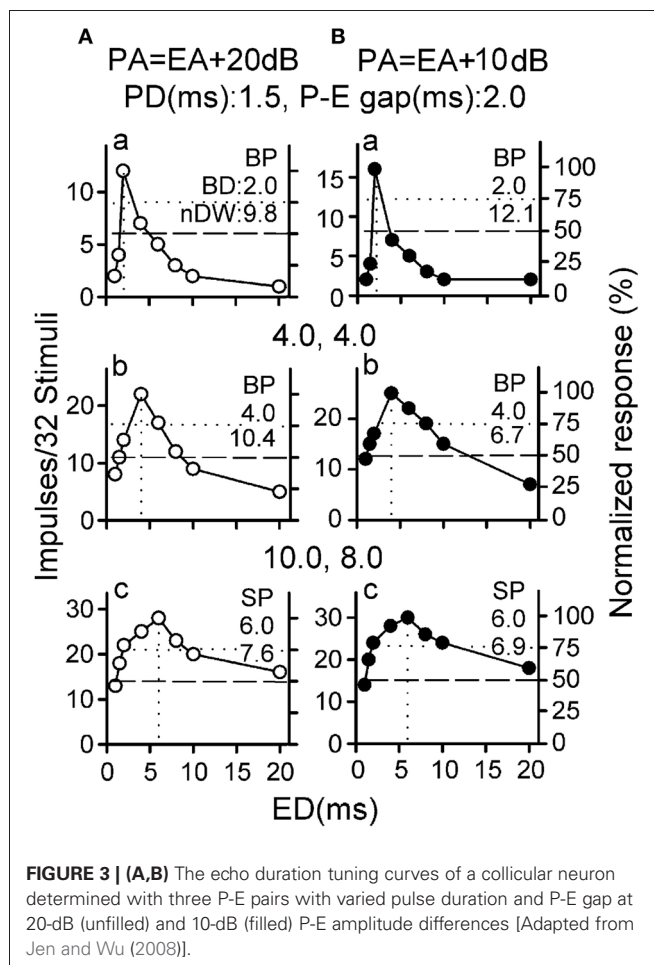 A B
PA=EA+20dB PA=EA+10dB
PD(ms):1.5, P-E gap(ms):2.0
a
BP
BD:2.0
nDW:9.8
10
5
0
a
BP
2.0
12.1
15
10
5
0
100
75
50
25
0
4.0, 4.0
b
BP
4.0
10.4
20
10
0
b
BP
4.0
6.7
20
10
0
100
75
50
25
0
10.0, 8.0
c
SP
6.0
7.6
30
20
10
0
c
SP
6.0
6.9
30
20
10
0
100
75
50
25
0
0 5 10 15 20 0 5 10 15 20
Impulses/32 Stimuli
Normalized response (%)
ED(ms)
FIGURE 3 | (A,B) The echo duration tuning curves of a collicular neuron
determined with three P-E pairs with varied pulse duration and P-E gap at
20-dB (unfilled) and 10-dB (filled) P-E amplitude differences [Adapted from
Jen and Wu (2008)].